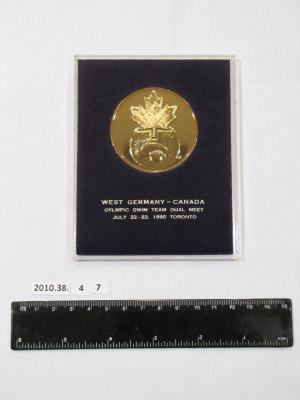 WEST GERMANY – CANADA
OYLMPIC SWIM TEAM DUAL MEET
JULY 22-23, 1980 TORONTO
2010.38. 4 7